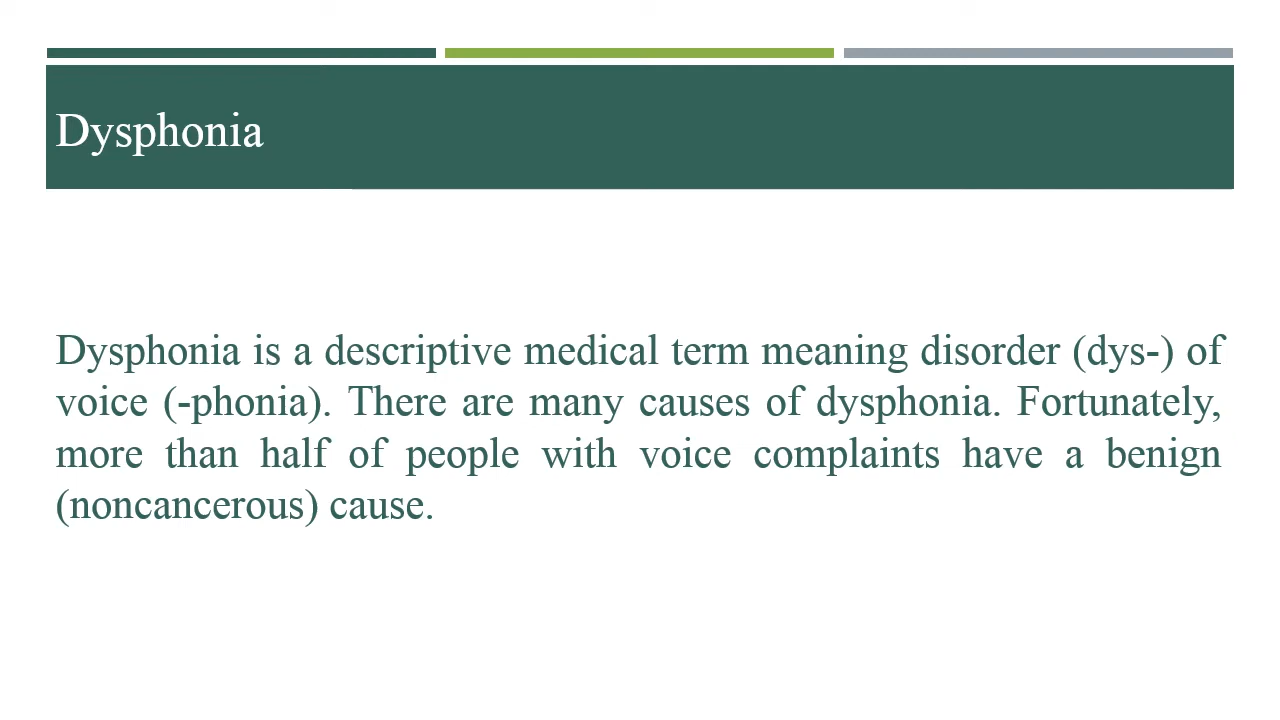 Dysphonia
Dysphonia is a descriptive medical term meaning disorder (dys-) of
voice (-phonia). There are many causes of dysphonia. Fortunately,
more than half of people with voice complaints have a benign
(noncancerous) cause.